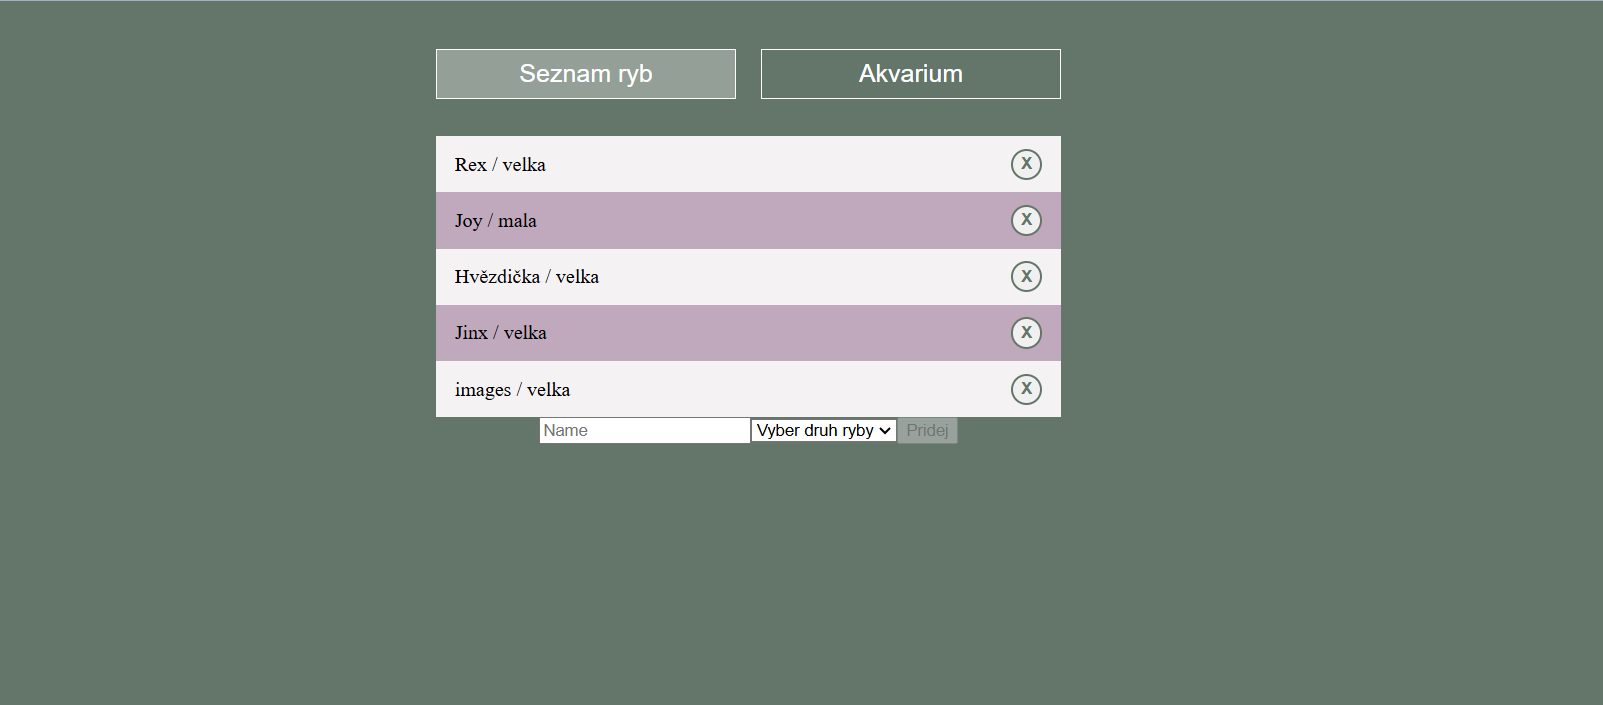 Seznam ryb Akvarium
Rex / velka X
Joy / mala X
Hvězdička / velka X
Jinx / velka X
images / velka X
Name Vyber druh ryby Pridej